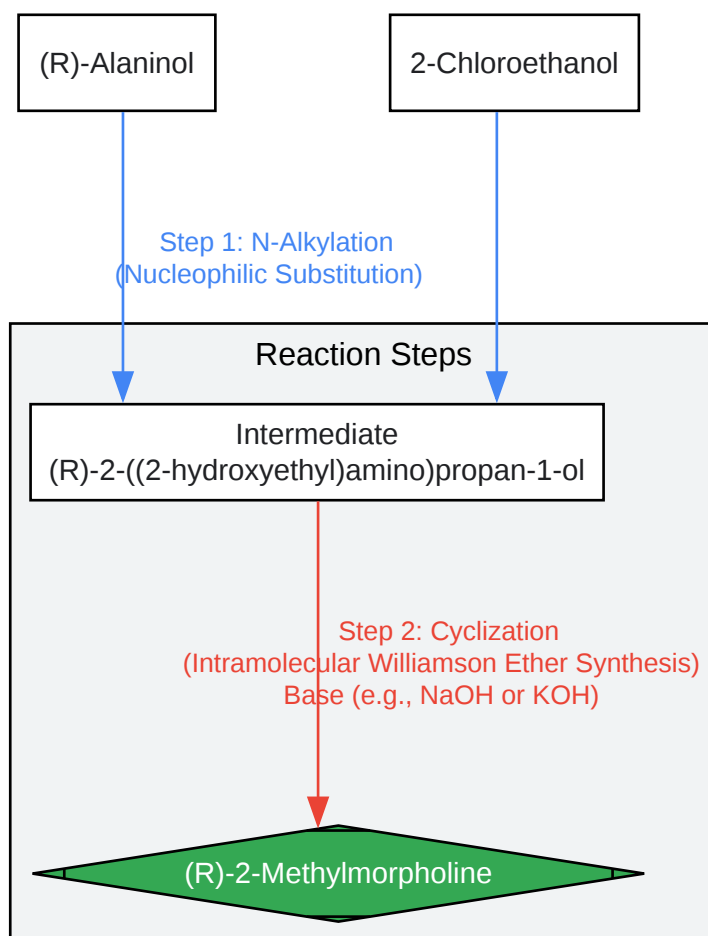 (R)-Alaninol
2-Chloroethanol
Step 1: N-Alkylation
(Nucleophilic Substitution)
Reaction Steps
Intermediate
(R)-2-((2-hydroxyethyl)amino)propan-1-ol
Step 2: Cyclization
(Intramolecular Williamson Ether Synthesis)
Base (e.g., NaOH or KOH)
(R)-2-Methylmorpholine